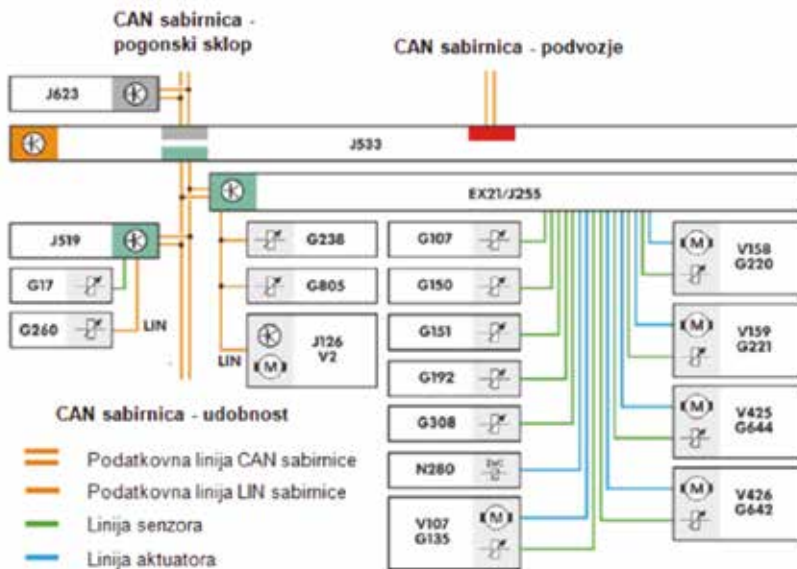 CAN sabirnica -
pogonski sklop
CAN sabirnica - podvozje
J623
J533
EX21/J255
J519
G17
G260
LIN
G238
G805
J126
V2
LIN
G107
G150
G151
G192
G308
N280
V107
G135
V158
G220
V159
G221
V425
G644
V426
G642
CAN sabirnica - udobnost
Podatkovna linija CAN sabirnice
Podatkovna linija LIN sabirnice
Linija senzora
Linija aktuatora